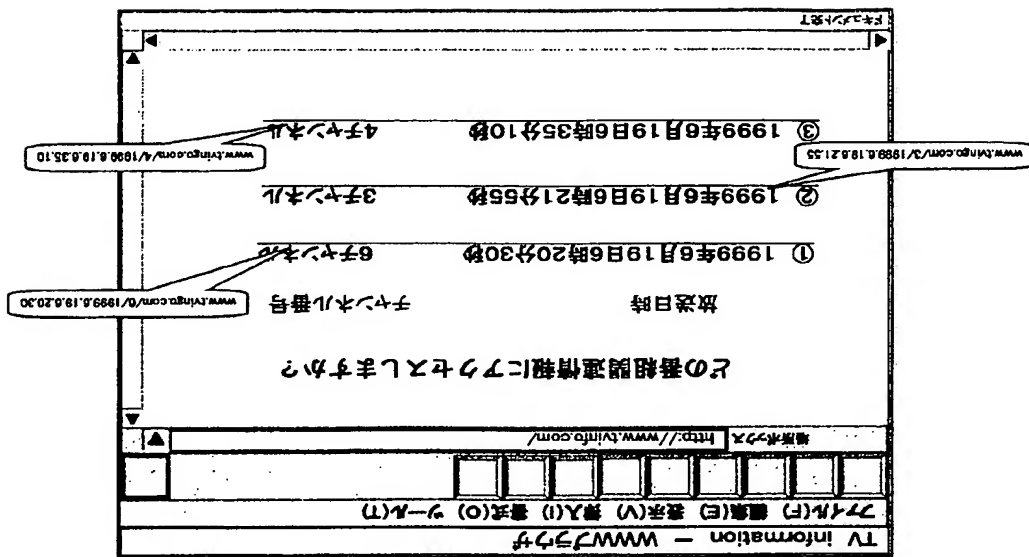 TV information － WWWブラウザ
ファイル(F) 編集(E) 表示(V) 挿入(I) 書式(O) ツール(T)
場所ボックス http://www.tvinfo.com/
どの番組関連情報にアクセスしますか？
放送日時 チャンネル番号
① 1999年6月19日6時20分30秒 6チャンネル
www.tvingo.com/6/1999.6.19.6.20.30
② 1999年6月19日6時21分55秒 3チャンネル
www.tvingo.com/3/1999.6.19.6.21.55
③ 1999年6月19日6時35分10秒 4チャンネル
www.tvingo.com/4/1999.6.19.6.35.10
ドキュメント完了